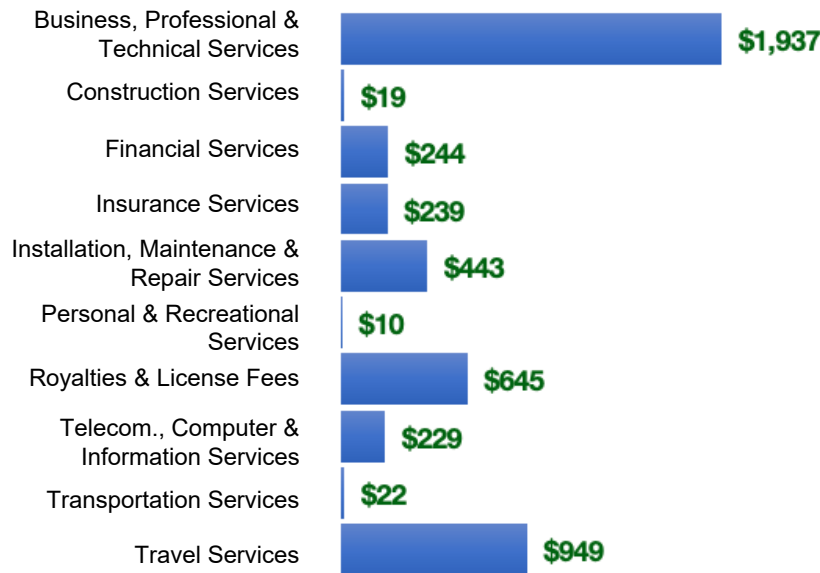 Business, Professional &
Technical Services
$1,937
Construction Services
$19
Financial Services
$244
Insurance Services
$239
Installation, Maintenance &
Repair Services
$443
Personal & Recreational
Services
$10
Royalties & License Fees
$645
Telecom., Computer &
Information Services
$229
Transportation Services
$22
Travel Services
$949